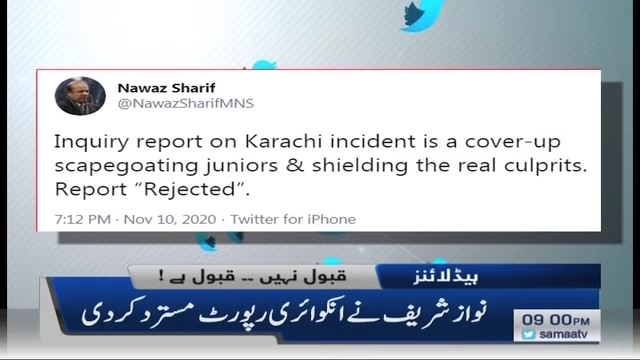 Nawaz Sharif
@NawazSharifMNS
Inquiry report on Karachi incident is a cover-up
scapegoating juniors & shielding the real culprits.
Report “Rejected”.
7:12 PM · Nov 10, 2020 · Twitter for iPhone
ہیڈلائنز
قبول نہیں ۔۔ قبول ہے !
نواز شریف نے انکوائری رپورٹ مسترد کر دی
09:00PM
samaatv